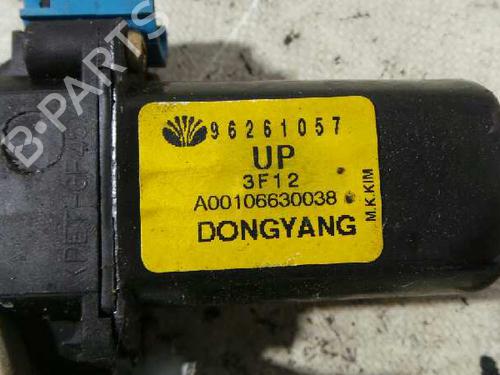 96261057
UP
3F12
A00106630038
DONGYANG
M.K.KIM
B-PARTS